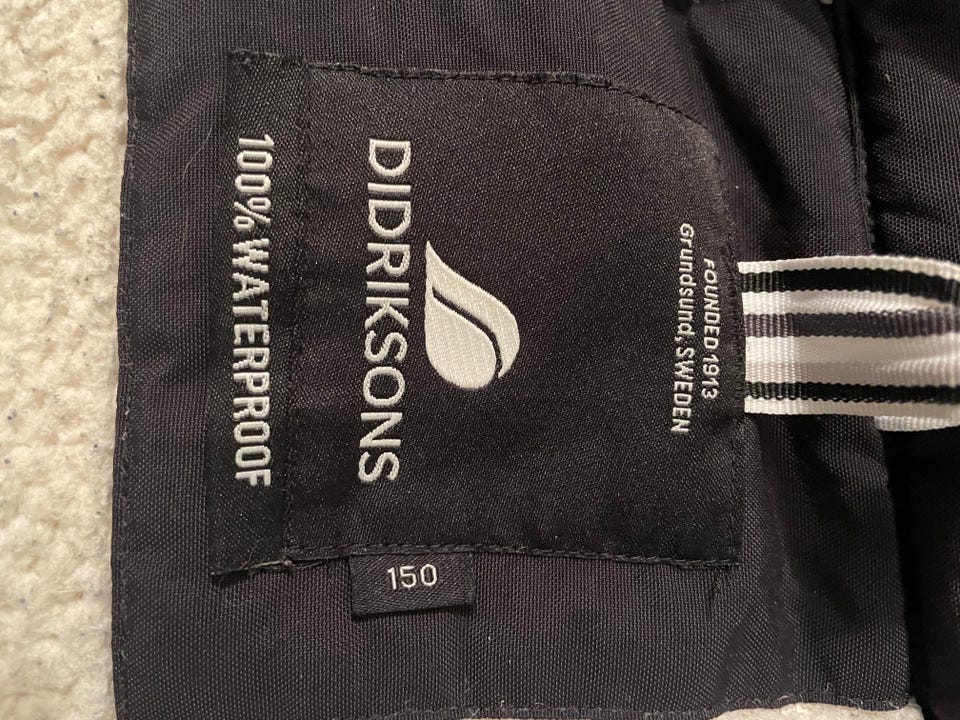 FOUNDED 1913
Grundsund, SWEDEN
DIDRIKSONS
100% WATERPROOF
150